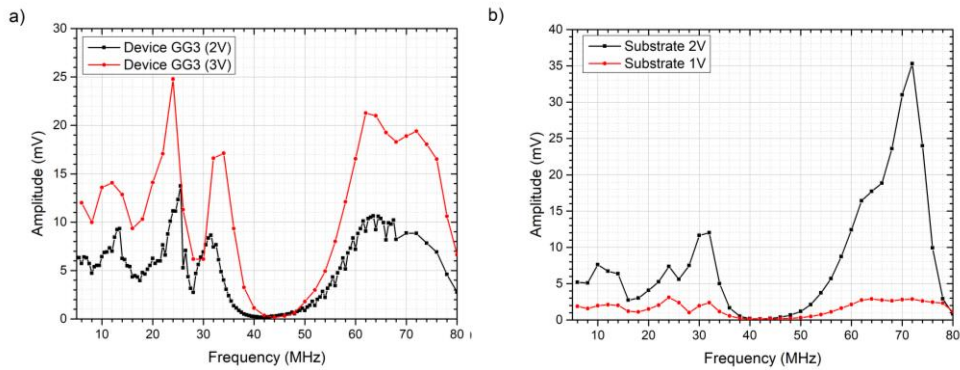 a)
Device GG3 (2V)
Device GG3 (3V)
Amplitude (mV)
30
25
20
15
10
5
0
10 20 30 40 50 60 70 80
Frequency (MHz)
b)
Substrate 2V
Substrate 1V
Amplitude (mV)
40
35
30
25
20
15
10
5
0
10 20 30 40 50 60 70 80
Frequency (MHz)